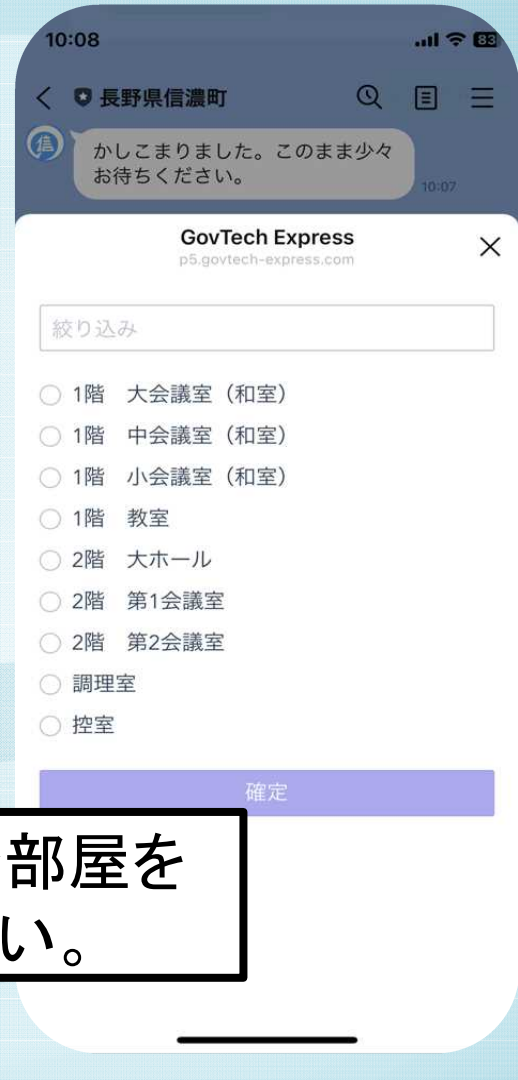 10:08
83
長野県信濃町
信
かしこまりました。このまま少々
お待ちください。
10:07
GovTech Express
p5.govtech-express.com
絞り込み
1階 大会議室（和室）
1階 中会議室（和室）
1階 小会議室（和室）
1階 教室
2階 大ホール
2階 第1会議室
2階 第2会議室
調理室
控室
確定
部屋を
い。